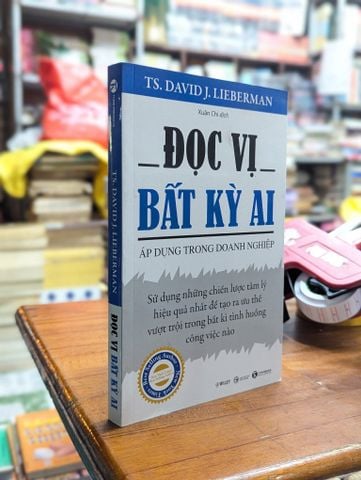 TS. DAVID J. LIEBERMAN
Xuân Chi dịch
ĐỌC VỊ
BẤT KỲ AI
ÁP DỤNG TRONG DOANH NGHIỆP
Sử dụng những chiến lược tâm lý
hiệu quả nhất để tạo ra ưu thế
vượt trội trong bất kì tình huống
công việc nào
TS. DAVID J. LIEBERMAN
ĐỌC VỊ BẤT KỲ AI